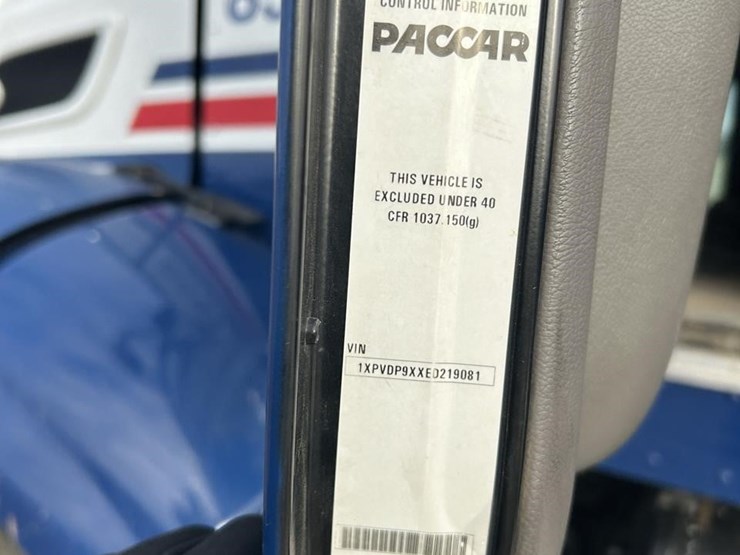 CONTROL INFORMATION
PACCAR
THIS VEHICLE IS
EXCLUDED UNDER 40
CFR 1037.150(g)
VIN
1XPVDP9XXED219081